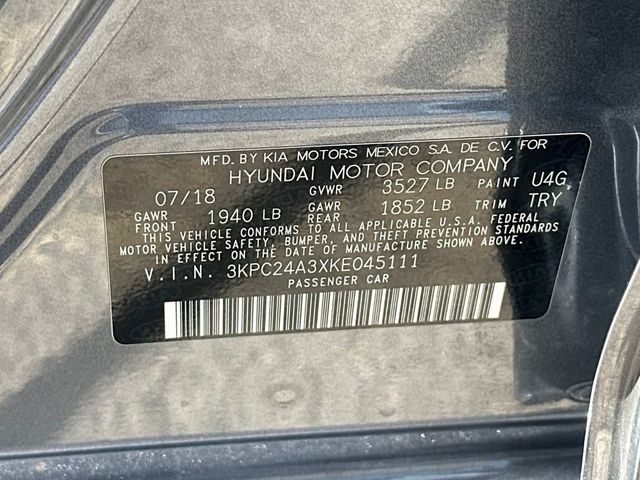 MFD. BY KIA MOTORS MEXICO S.A. DE C.V. FOR
HYUNDAI MOTOR COMPANY
07/18 GVWR 3527 LB PAINT U4G
GAWR FRONT 1940 LB GAWR REAR 1852 LB TRIM TRY
THIS VEHICLE CONFORMS TO ALL APPLICABLE U.S.A. FEDERAL
MOTOR VEHICLE SAFETY, BUMPER, AND THEFT PREVENTION STANDARDS
IN EFFECT ON THE DATE OF MANUFACTURE SHOWN ABOVE.
V.I.N. 3KPC24A3XKE045111
PASSENGER CAR